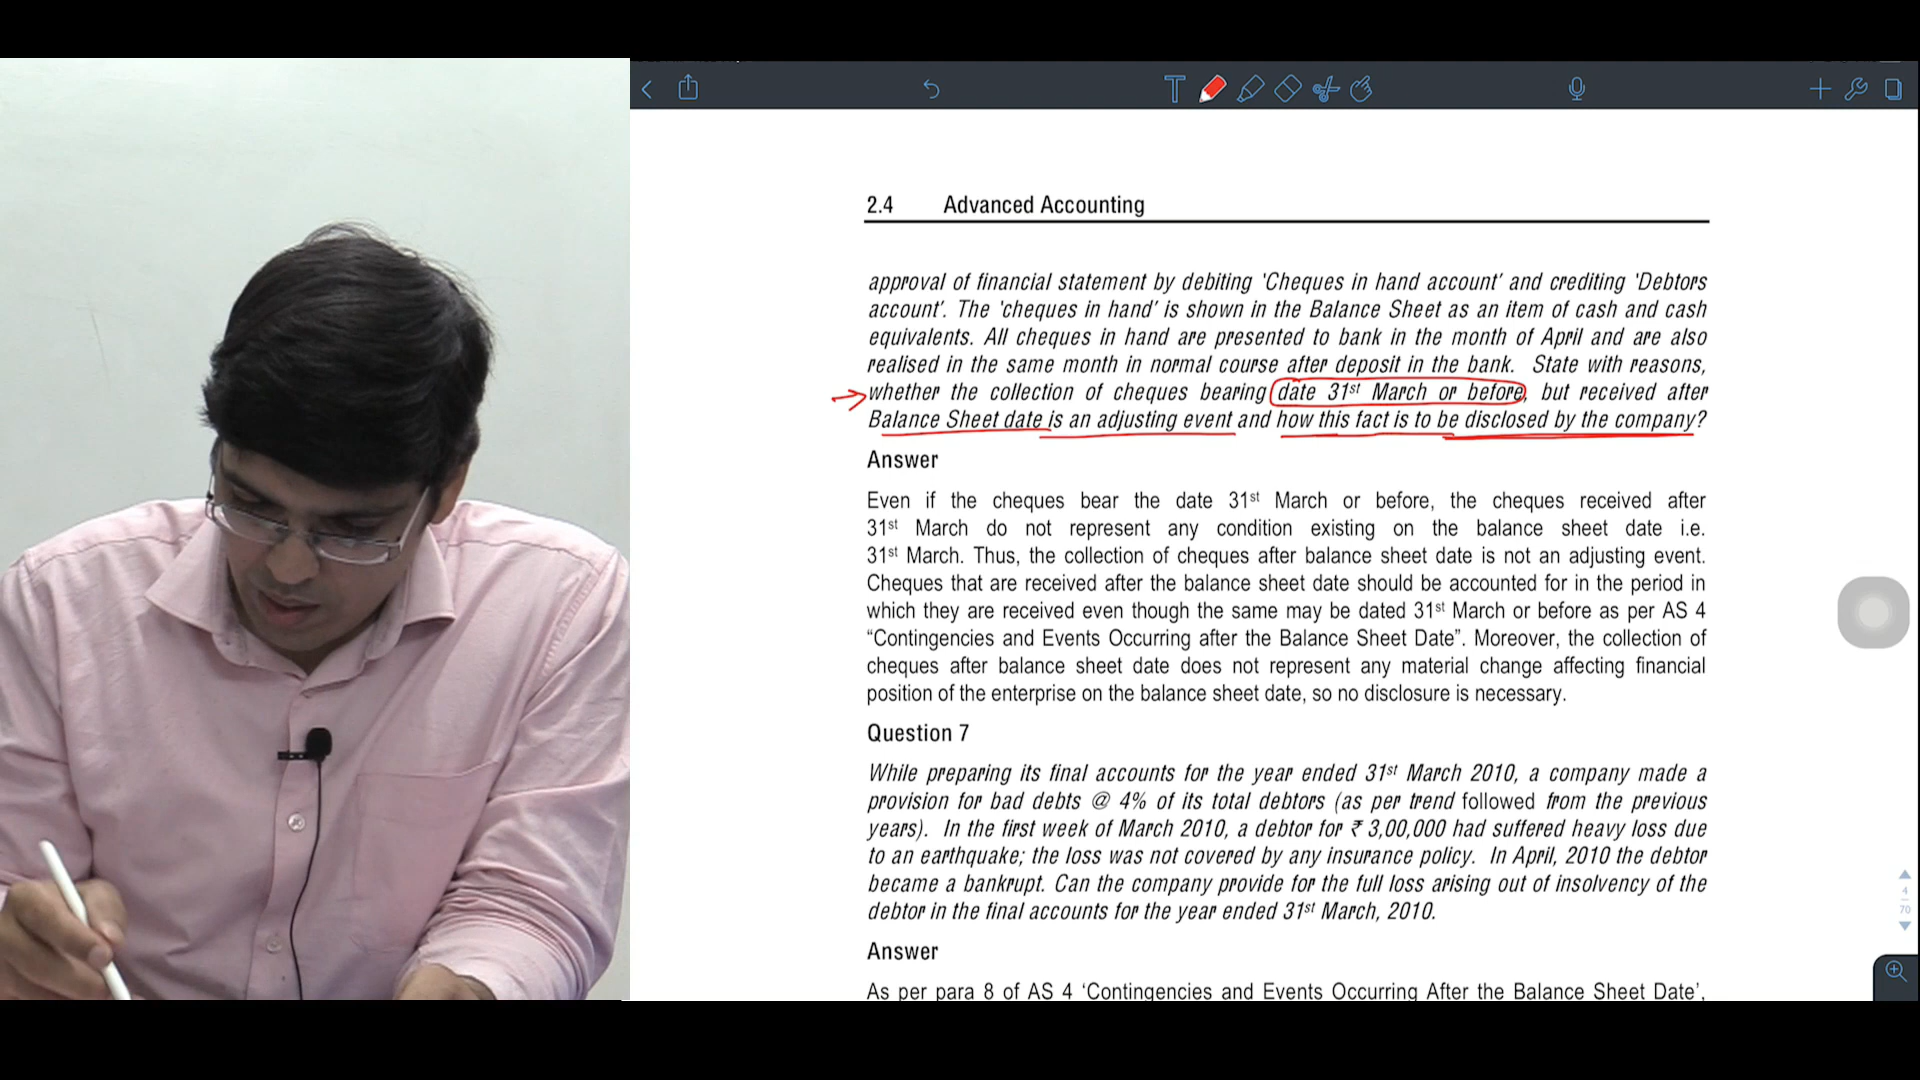 2.4 Advanced Accounting
approval of financial statement by debiting 'Cheques in hand account' and crediting 'Debtors
account'. The 'cheques in hand' is shown in the Balance Sheet as an item of cash and cash
equivalents. All cheques in hand are presented to bank in the month of April and are also
realised in the same month in normal course after deposit in the bank. State with reasons,
whether the collection of cheques bearing date 31st March or before, but received after
Balance Sheet date is an adjusting event and how this fact is to be disclosed by the company?
Answer
Even if the cheques bear the date 31st March or before, the cheques received after
31st March do not represent any condition existing on the balance sheet date i.e.
31st March. Thus, the collection of cheques after balance sheet date is not an adjusting event.
Cheques that are received after the balance sheet date should be accounted for in the period in
which they are received even though the same may be dated 31st March or before as per AS 4
“Contingencies and Events Occurring after the Balance Sheet Date”. Moreover, the collection of
cheques after balance sheet date does not represent any material change affecting financial
position of the enterprise on the balance sheet date, so no disclosure is necessary.
Question 7
While preparing its final accounts for the year ended 31st March 2010, a company made a
provision for bad debts @ 4% of its total debtors (as per trend followed from the previous
years). In the first week of March 2010, a debtor for ₹ 3,00,000 had suffered heavy loss due
to an earthquake; the loss was not covered by any insurance policy. In April, 2010 the debtor
became a bankrupt. Can the company provide for the full loss arising out of insolvency of the
debtor in the final accounts for the year ended 31st March, 2010.
Answer
As per para 8 of AS 4 ‘Contingencies and Events Occurring After the Balance Sheet Date’,
4
70